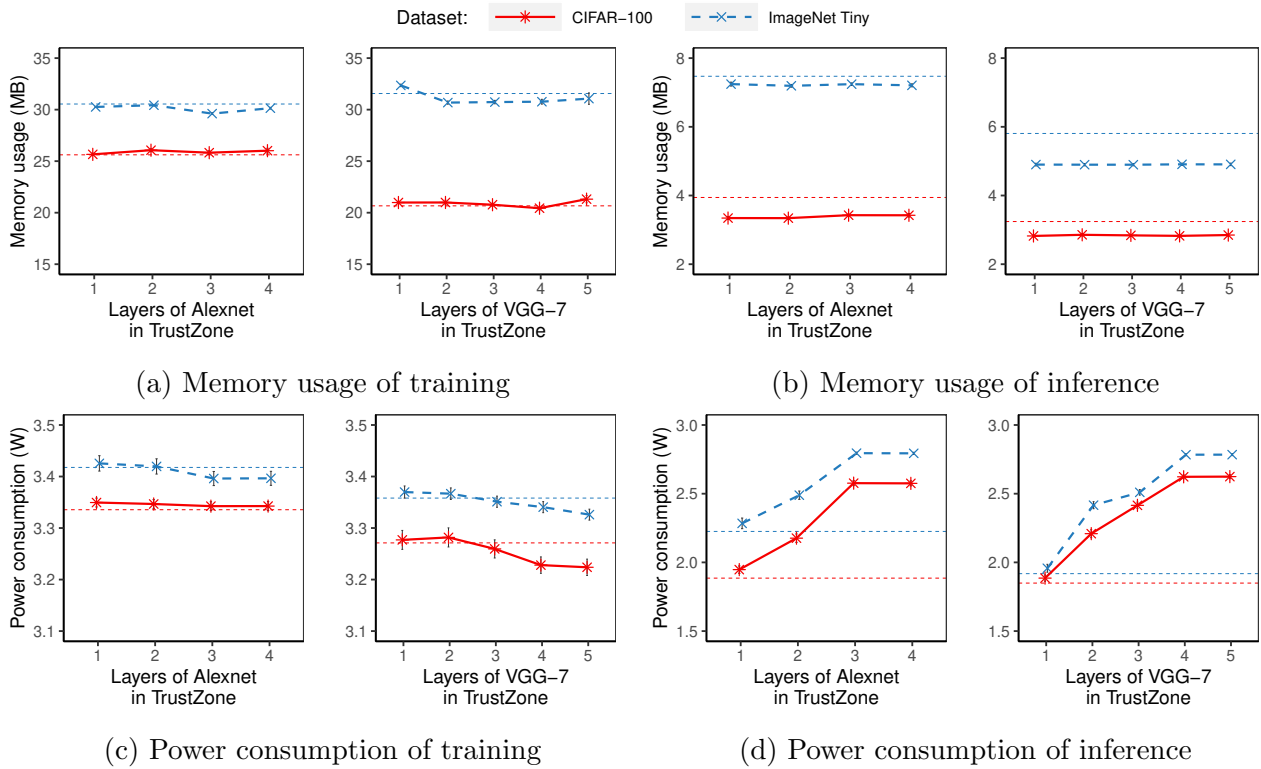 Dataset: CIFAR−100 ImageNet Tiny
Memory usage (MB)
35
30
25
20
15
1 2 3 4
Layers of Alexnet
in TrustZone
35
30
25
20
15
1 2 3 4 5
Layers of VGG−7
in TrustZone
(a) Memory usage of training
Memory usage (MB)
8
6
4
2
1 2 3 4
Layers of Alexnet
in TrustZone
8
6
4
2
1 2 3 4 5
Layers of VGG−7
in TrustZone
(b) Memory usage of inference
Power consumption (W)
3.5
3.4
3.3
3.2
3.1
1 2 3 4
Layers of Alexnet
in TrustZone
3.5
3.4
3.3
3.2
3.1
1 2 3 4 5
Layers of VGG−7
in TrustZone
(c) Power consumption of training
Power consumption (W)
3.0
2.5
2.0
1.5
1 2 3 4
Layers of Alexnet
in TrustZone
3.0
2.5
2.0
1.5
1 2 3 4 5
Layers of VGG−7
in TrustZone
(d) Power consumption of inference